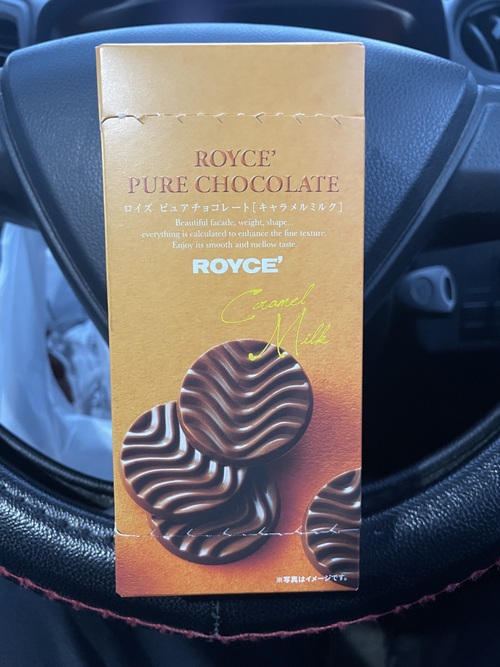 ROYCE'
PURE CHOCOLATE
ロイズ ピュアチョコレート[キャラメルミルク]
Beautiful facade, weight, shape...
everything is calculated to enhance the fine texture.
Enjoy its smooth and mellow taste.
ROYCE'
Caramel
Milk
※写真はイメージです。